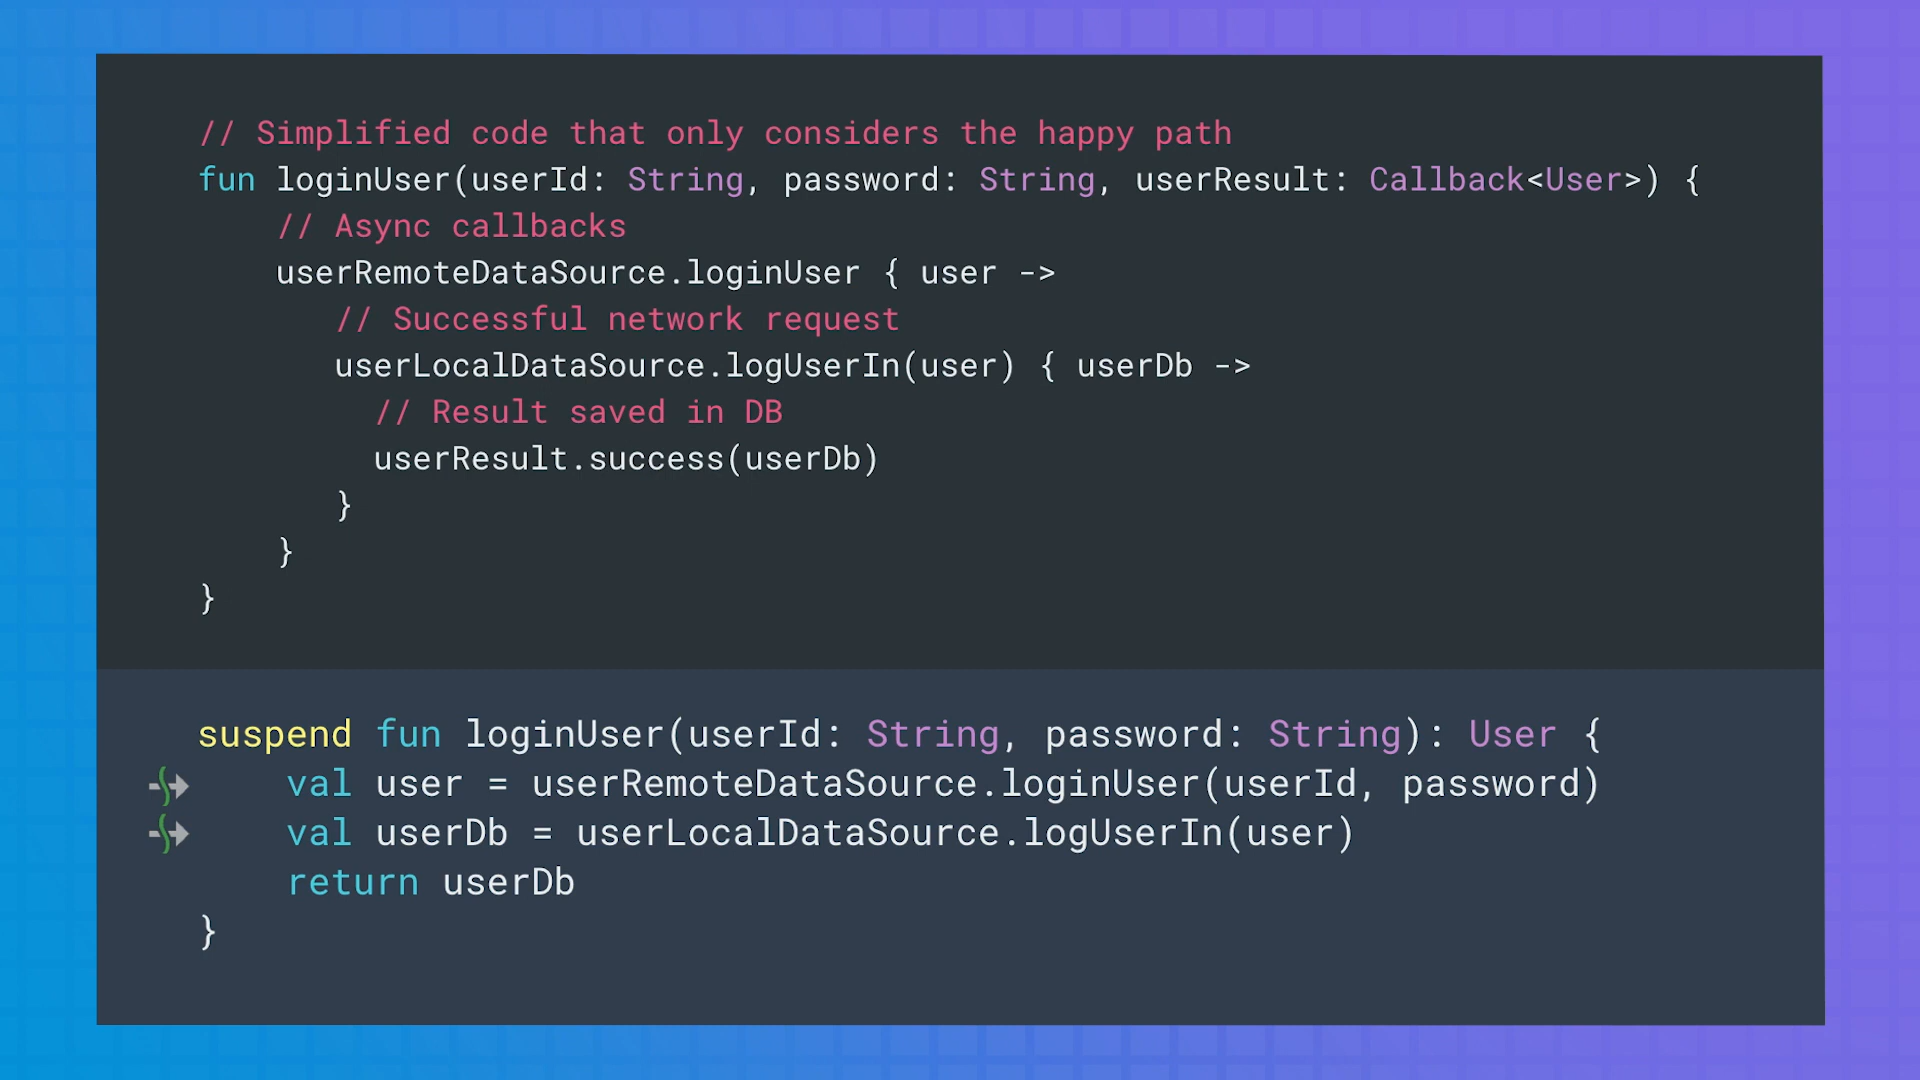 // Simplified code that only considers the happy path
fun loginUser(userId: String, password: String, userResult: Callback<User>) {
// Async callbacks
userRemoteDataSource.loginUser { user ->
// Successful network request
userLocalDataSource.logUserIn(user) { userDb ->
// Result saved in DB
userResult.success(userDb)
}
}
}
suspend fun loginUser(userId: String, password: String): User {
val user = userRemoteDataSource.loginUser(userId, password)
val userDb = userLocalDataSource.logUserIn(user)
return userDb
}